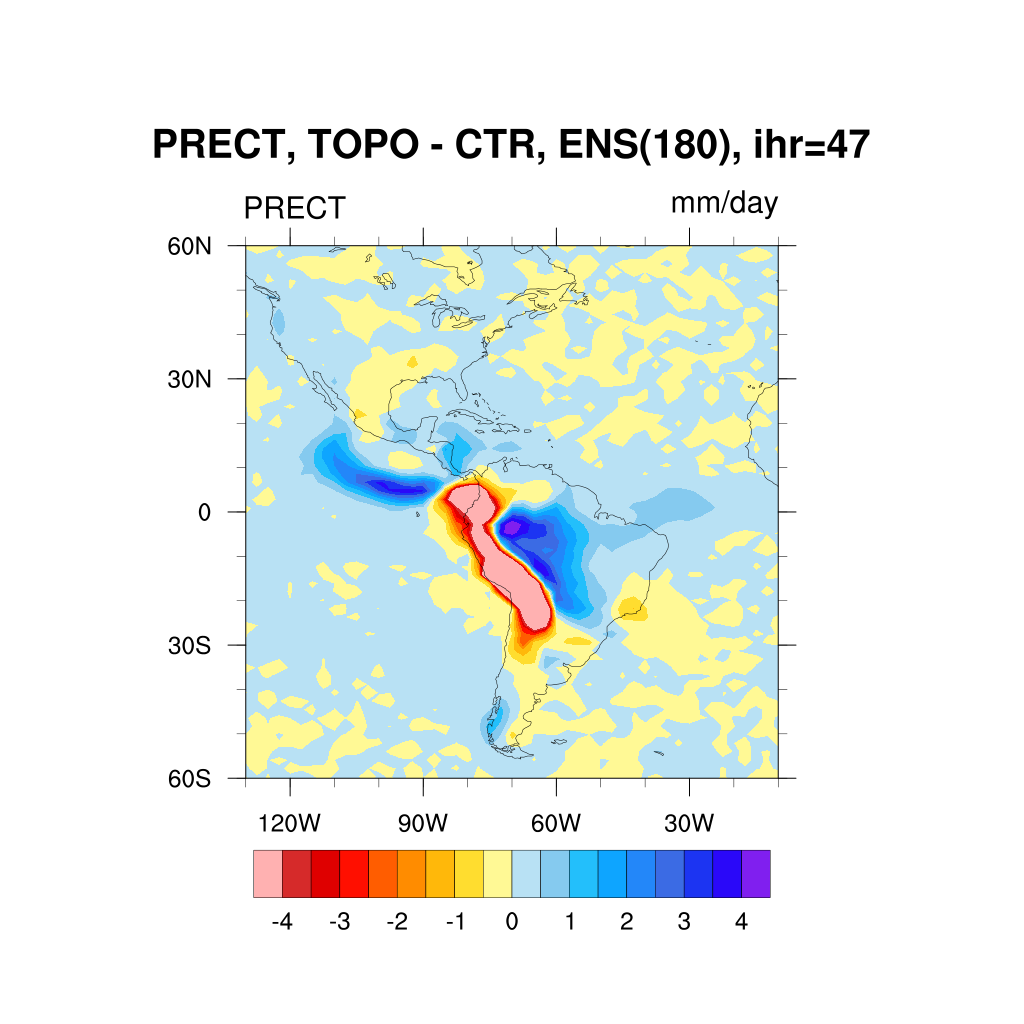 PRECT, TOPO - CTR, ENS(180), ihr=47
PRECT mm/day
60N
30N
0
30S
60S
120W 90W 60W 30W
-4 -3 -2 -1 0 1 2 3 4